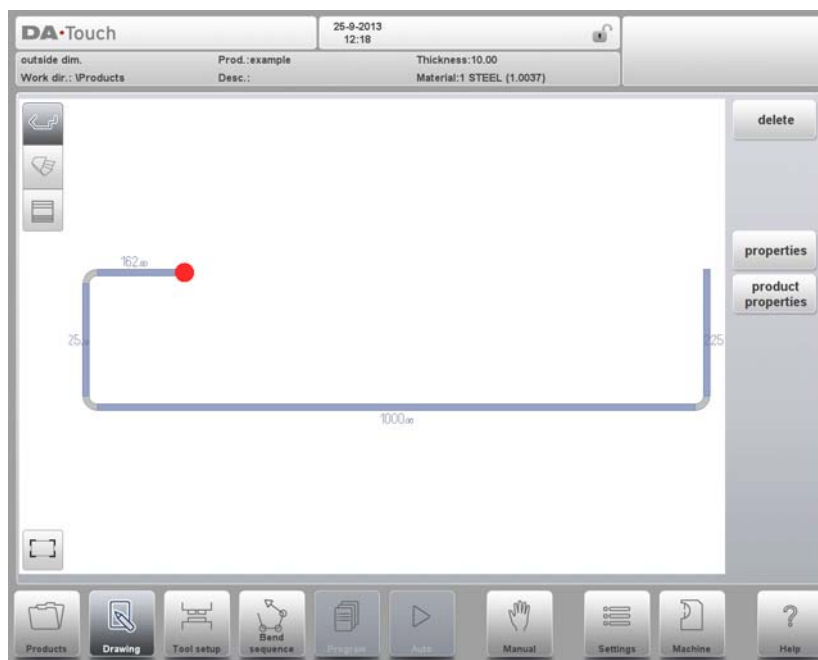 DA·Touch
25-9-2013
12:18
outside dim.
Prod.:example
Thickness:10.00
Work dir.: \Products
Desc.:
Material:1 STEEL (1.0037)
delete
properties
product
properties
162.00
225
1000.00
Products
Drawing
Tool setup
Bend
sequence
Program
Auto
Manual
Settings
Machine
?
Help